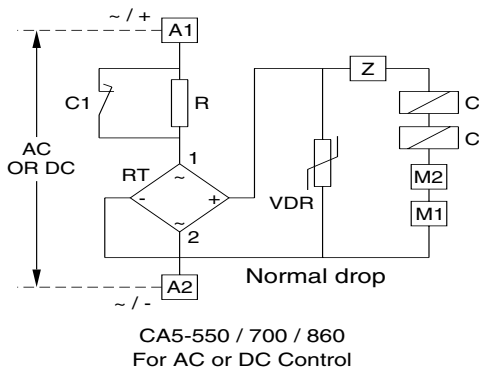 ~ / +
A1
C1
R
Z
C
C
AC
OR DC
1
RT
~
-
+
~
2
VDR
M2
M1
A2
~ / -
Normal drop
CA5-550 / 700 / 860
For AC or DC Control